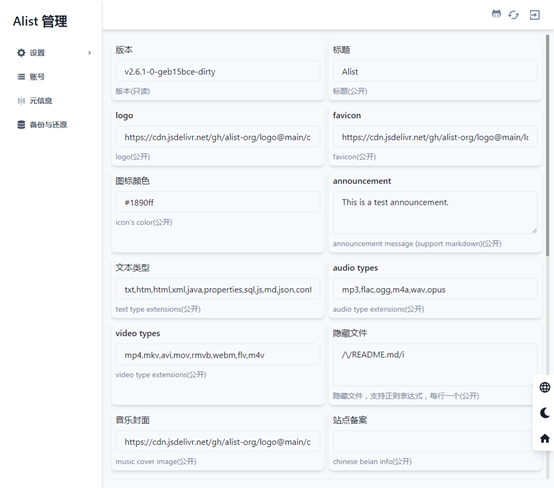 Alist 管理
设置
账号
元信息
备份与还原
版本
v2.6.1-0-geb15bce-dirty
版本(只读)
标题
Alist
标题(公开)
logo
https://cdn.jsdelivr.net/gh/alist-org/logo@main/c
logo(公开)
favicon
https://cdn.jsdelivr.net/gh/alist-org/logo@main/lc
favicon(公开)
图标颜色
#1890ff
icon's color(公开)
announcement
This is a test announcement.
announcement message (support markdown)(公开)
文本类型
txt,htm,html,xml,java,properties,sql,js,md,json,conf
text type extensions(公开)
audio types
mp3,flac,ogg,m4a,wav,opus
audio type extensions(公开)
video types
mp4,mkv,avi,mov,rmvb,webm,flv,m4v
video type extensions(公开)
隐藏文件
/\/README.md/i
隐藏文件，支持正则表达式，每行一个(公开)
音乐封面
https://cdn.jsdelivr.net/gh/alist-org/logo@main/c
music cover image(公开)
站点备案
chinese beian info(公开)